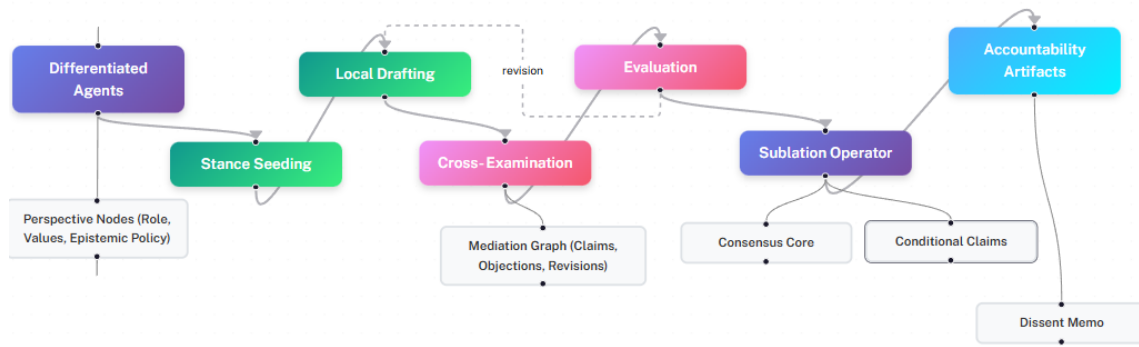 Differentiated
Agents
Stance Seeding
Local Drafting
Cross-Examination
revision
Evaluation
Sublation Operator
Accountability
Artifacts
Perspective Nodes (Role,
Values, Epistemic Policy)
Mediation Graph (Claims,
Objections, Revisions)
Consensus Core
Conditional Claims
Dissent Memo